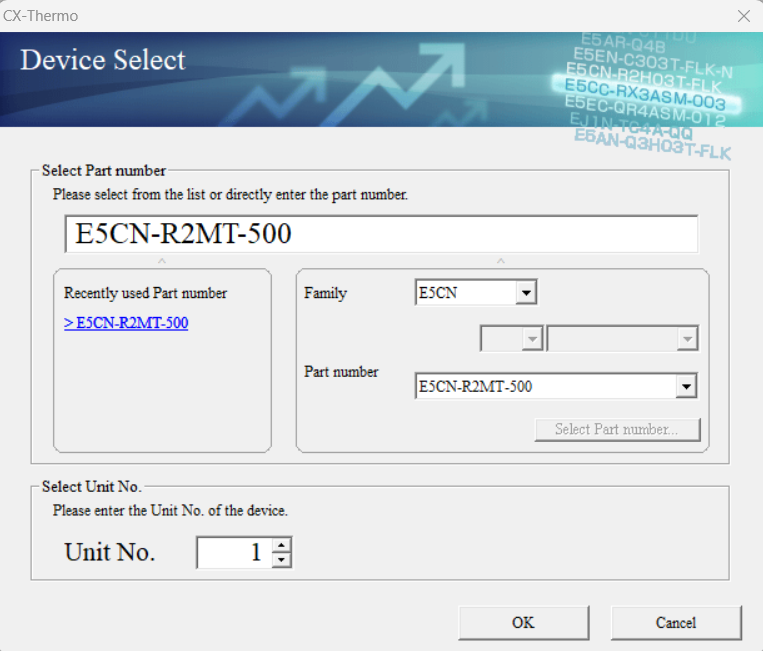 CX-Thermo
Device Select
E5AR-Q4B
E5EN-C303T-FLK-N
E5CN-R2H03T-FLK
E5CC-RX3ASM-003
E5EC-QR4ASM-012
EJ1N-TC4A-QQ
E5AN-Q3H03T-FLK
Select Part number
Please select from the list or directly enter the part number.
E5CN-R2MT-500
Recently used Part number
> E5CN-R2MT-500
Family
E5CN
Part number
E5CN-R2MT-500
Select Part number...
Select Unit No.
Please enter the Unit No. of the device.
Unit No.
1
OK
Cancel